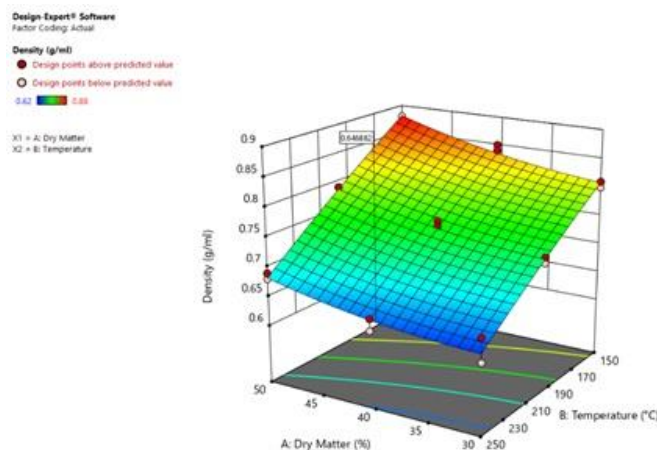 Design-Expert® Software
Factor Coding: Actual
Density (g/ml)
Design points above predicted value
Design points below predicted value
0.62 0.88
X1 = A: Dry Matter
X2 = B: Temperature
0.646882
0.9
0.85
0.8
0.75
0.7
0.65
0.6
Density (g/ml)
50
45
40
35
30
A: Dry Matter (%)
250
230
210
190
170
150
B: Temperature (°C)